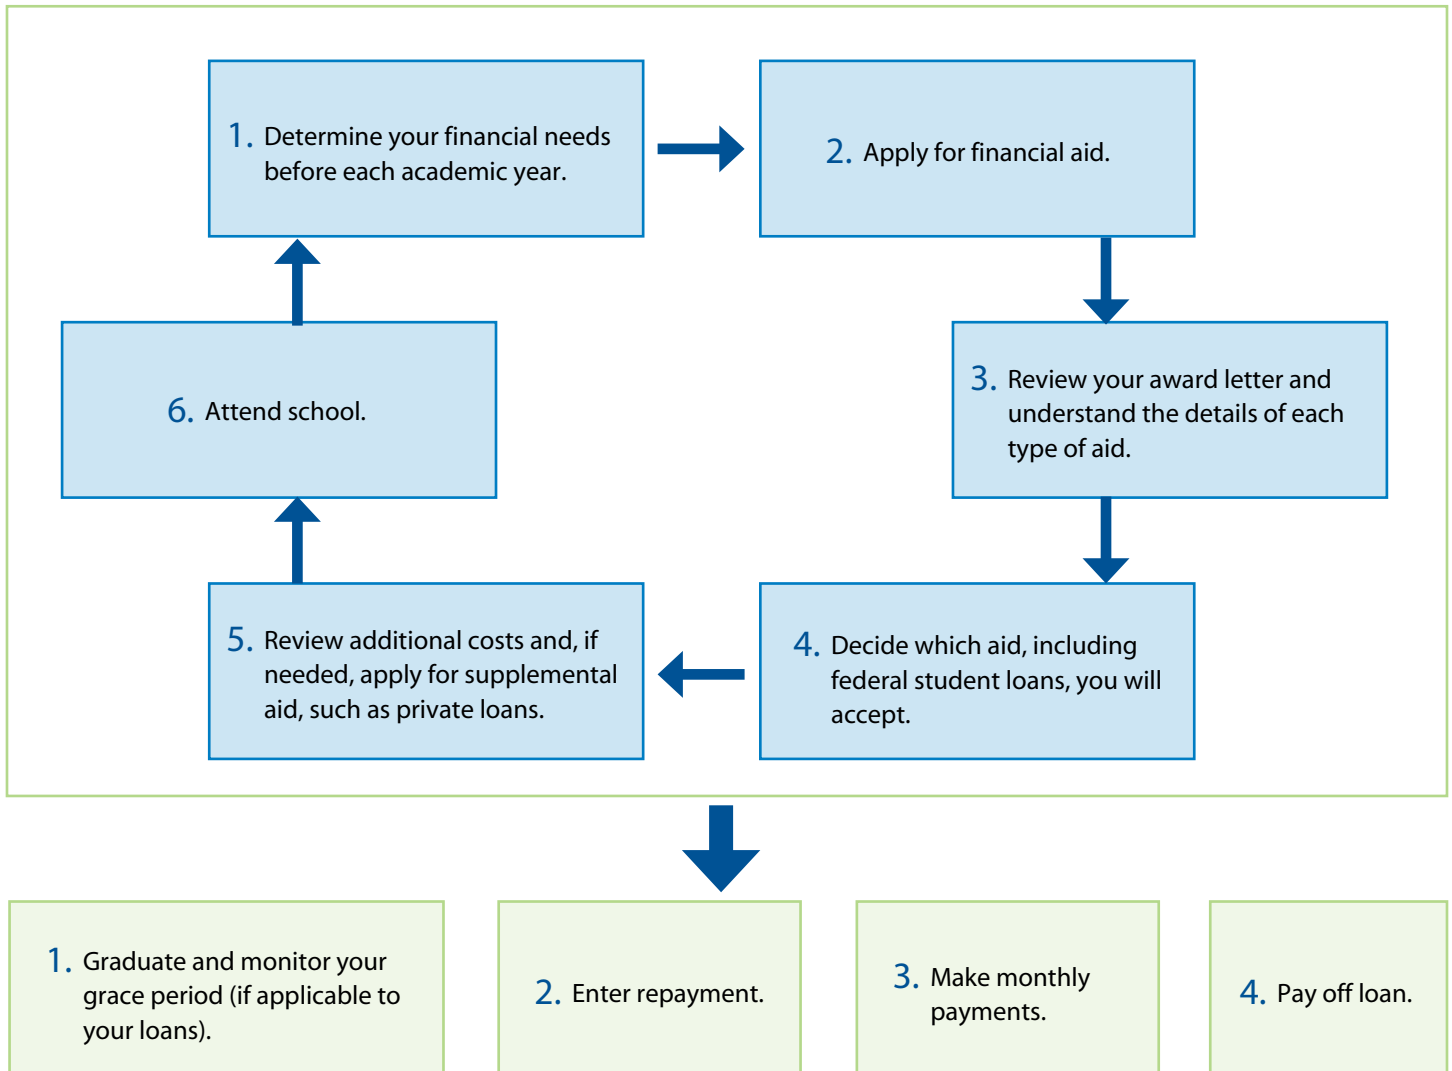 1. Determine your financial needs
before each academic year.
2. Apply for financial aid.
3. Review your award letter and
understand the details of each
type of aid.
4. Decide which aid, including
federal student loans, you will
accept.
5. Review additional costs and, if
needed, apply for supplemental
aid, such as private loans.
6. Attend school.
1. Graduate and monitor your
grace period (if applicable to
your loans).
2. Enter repayment.
3. Make monthly
payments.
4. Pay off loan.